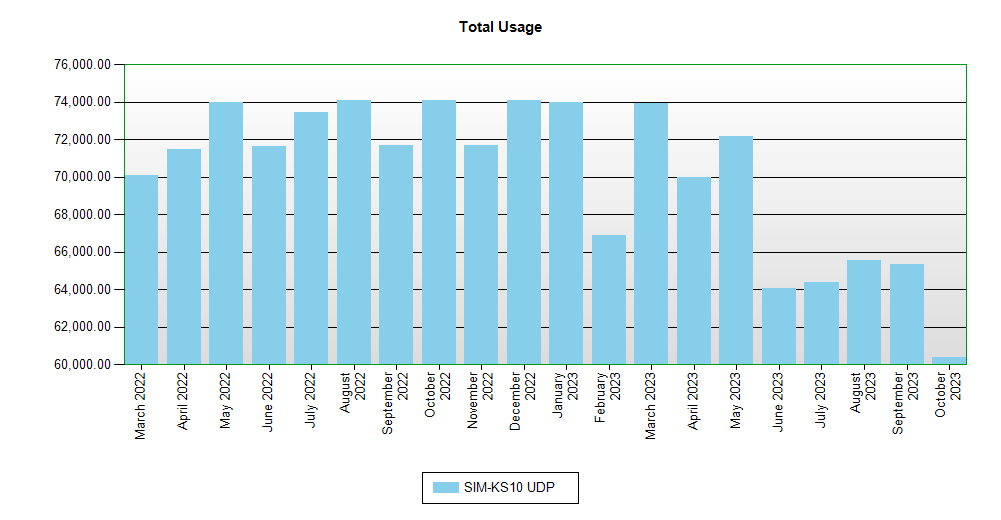 Total Usage
76,000.00
74,000.00
72,000.00
70,000.00
68,000.00
66,000.00
64,000.00
62,000.00
60,000.00
March 2022
April 2022
May 2022
June 2022
July 2022
August
2022
September
2022
October
2022
November
2022
December
2022
January
2023
February
2023
March 2023
April 2023
May 2023
June 2023
July 2023
August
2023
September
2023
October
2023
SIM-KS10 UDP